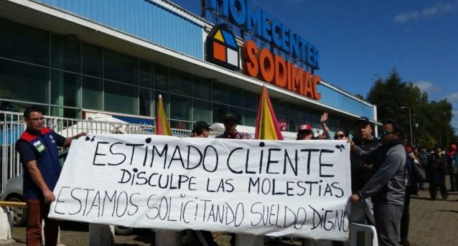 HOMECENTER
SODIMAC
"ESTIMADO CLIENTE"
DISCULPE LAS MOLESTIAS
ESTAMOS SOLICITANDO SUELDO DIGNO